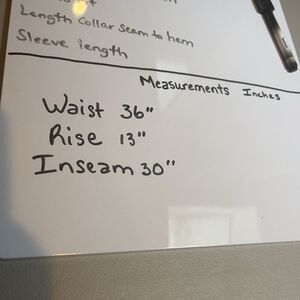 Length Collar Seam to hem
Sleeve length
Measurements Inches
Waist 36"
Rise 13"
Inseam 30"